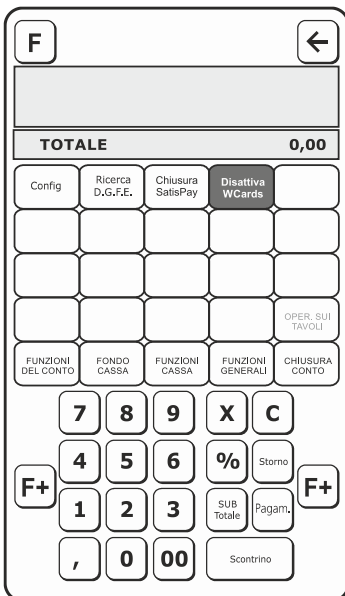 F
←
TOTALE 0,00
Config
Ricerca
D.G.F.E.
Chiusura
SatisPay
Disattiva
WCards
OPER. SUI
TAVOLI
FUNZIONI
DEL CONTO
FONDO
CASSA
FUNZIONI
CASSA
FUNZIONI
GENERALI
CHIUSURA
CONTO
7 8 9 X C
4 5 6 % Storno
F+
F+
1 2 3
SUB
Totale
Pagam.
, 0 00 Scontrino